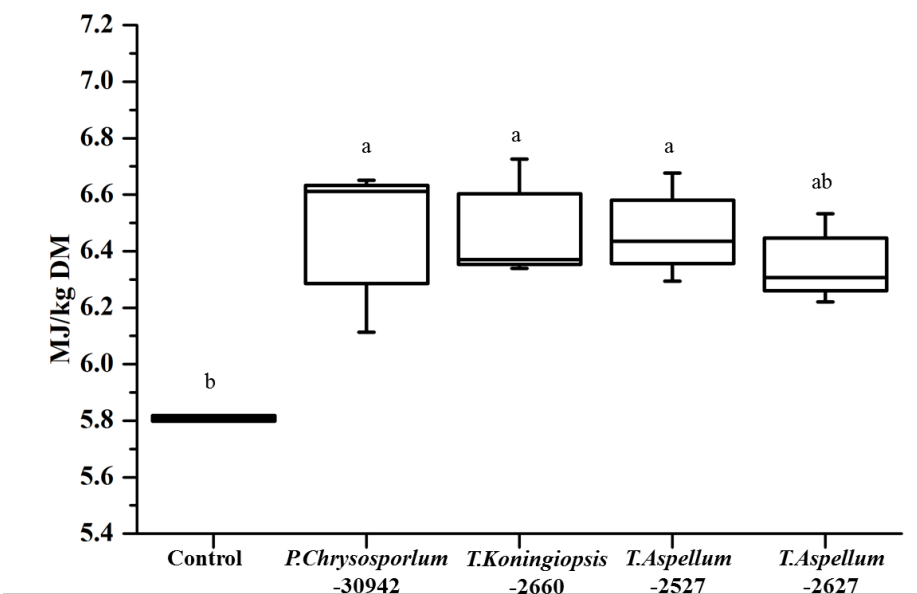 7.2
7.0
6.8
6.6
6.4
6.2
6.0
5.8
5.6
5.4
MJ/kg DM
b
a
a
a
ab
Control
P.Chrysosporlum
-30942
T.Koningiopsis
-2660
T.Aspellum
-2527
T.Aspellum
-2627